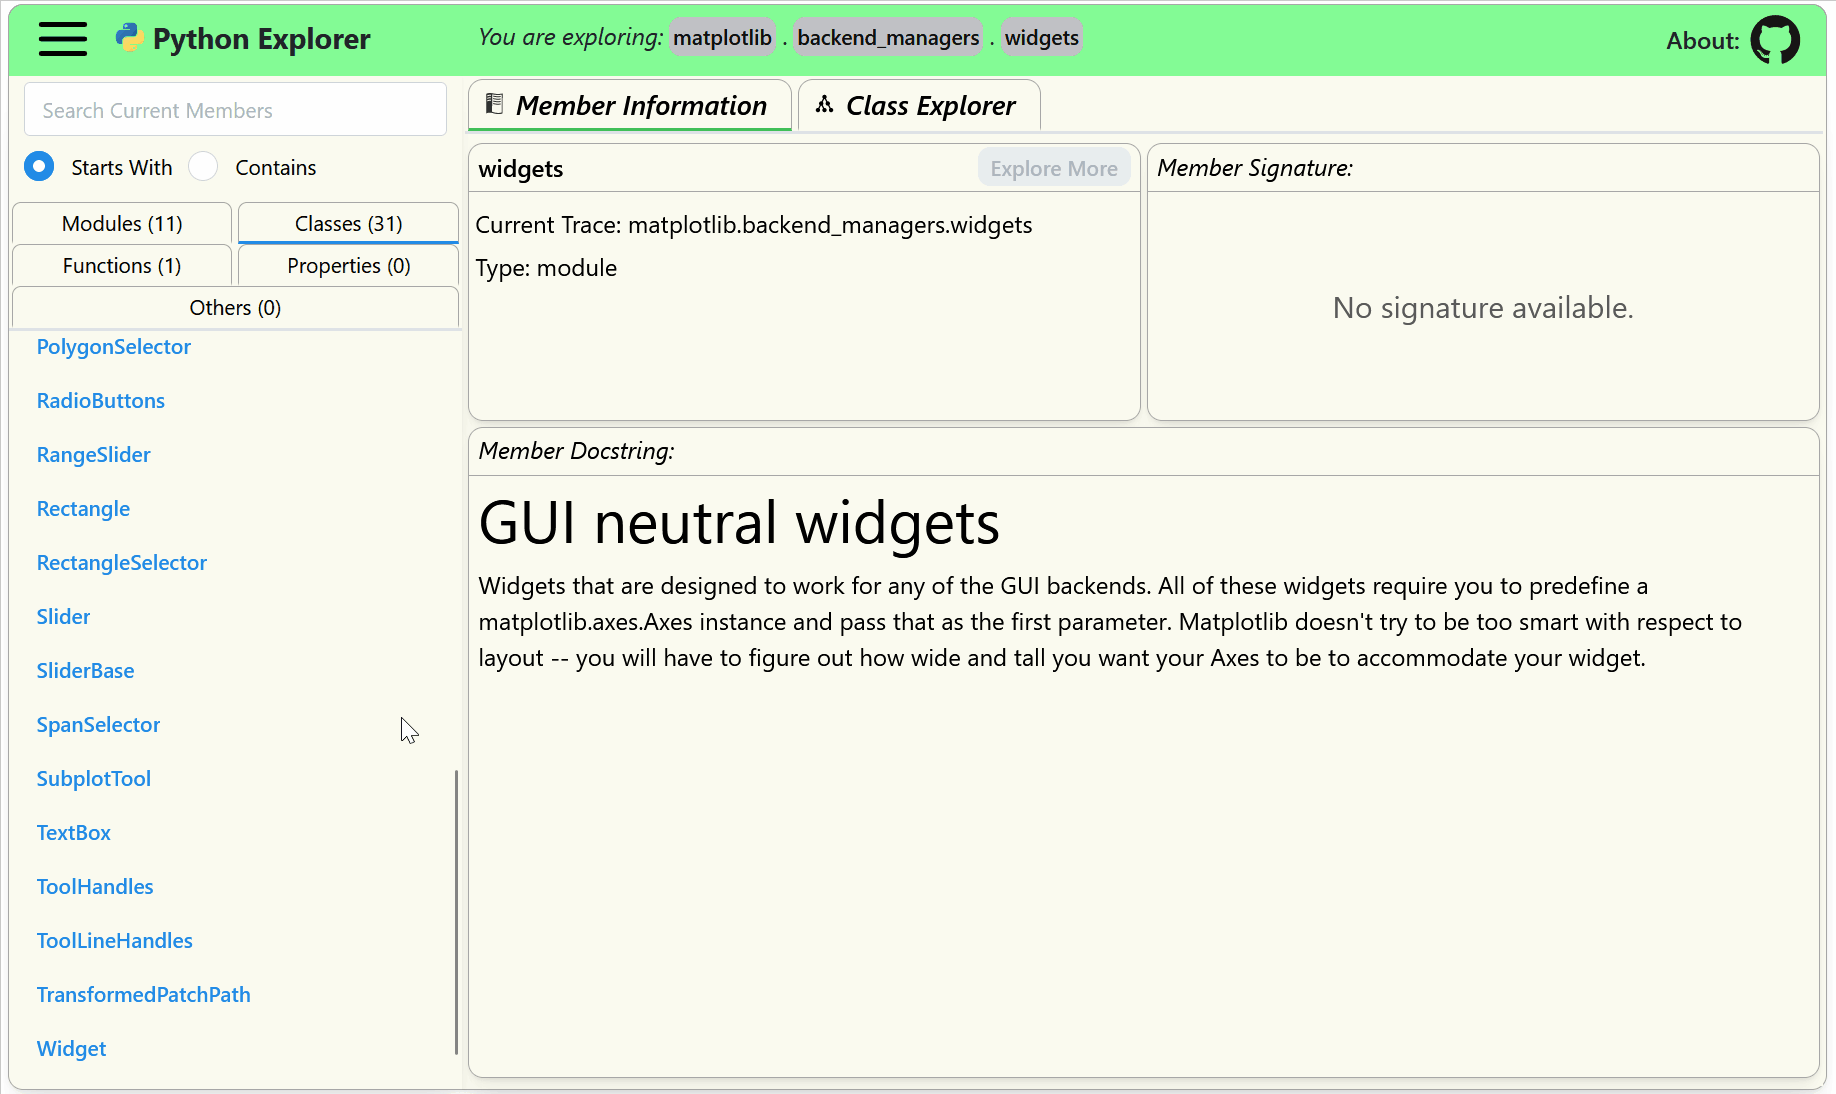 Python Explorer
You are exploring: matplotlib . backend_managers . widgets
About:
Search Current Members
Starts With
Contains
Modules (11)
Classes (31)
Functions (1)
Properties (0)
Others (0)
PolygonSelector
RadioButtons
RangeSlider
Rectangle
RectangleSelector
Slider
SliderBase
SpanSelector
SubplotTool
TextBox
ToolHandles
ToolLineHandles
TransformedPatchPath
Widget
Member Information
Class Explorer
widgets
Explore More
Current Trace: matplotlib.backend_managers.widgets
Type: module
Member Signature:
No signature available.
Member Docstring:
GUI neutral widgets
Widgets that are designed to work for any of the GUI backends. All of these widgets require you to predefine a
matplotlib.axes.Axes instance and pass that as the first parameter. Matplotlib doesn't try to be too smart with respect to
layout -- you will have to figure out how wide and tall you want your Axes to be to accommodate your widget.